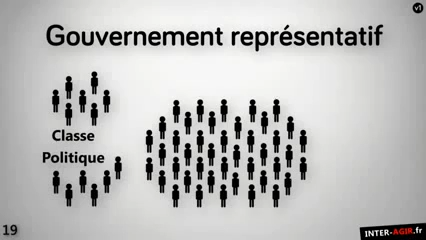 v1
Gouvernement représentatif
Classe
Politique
19
INTER-AGIR.fr